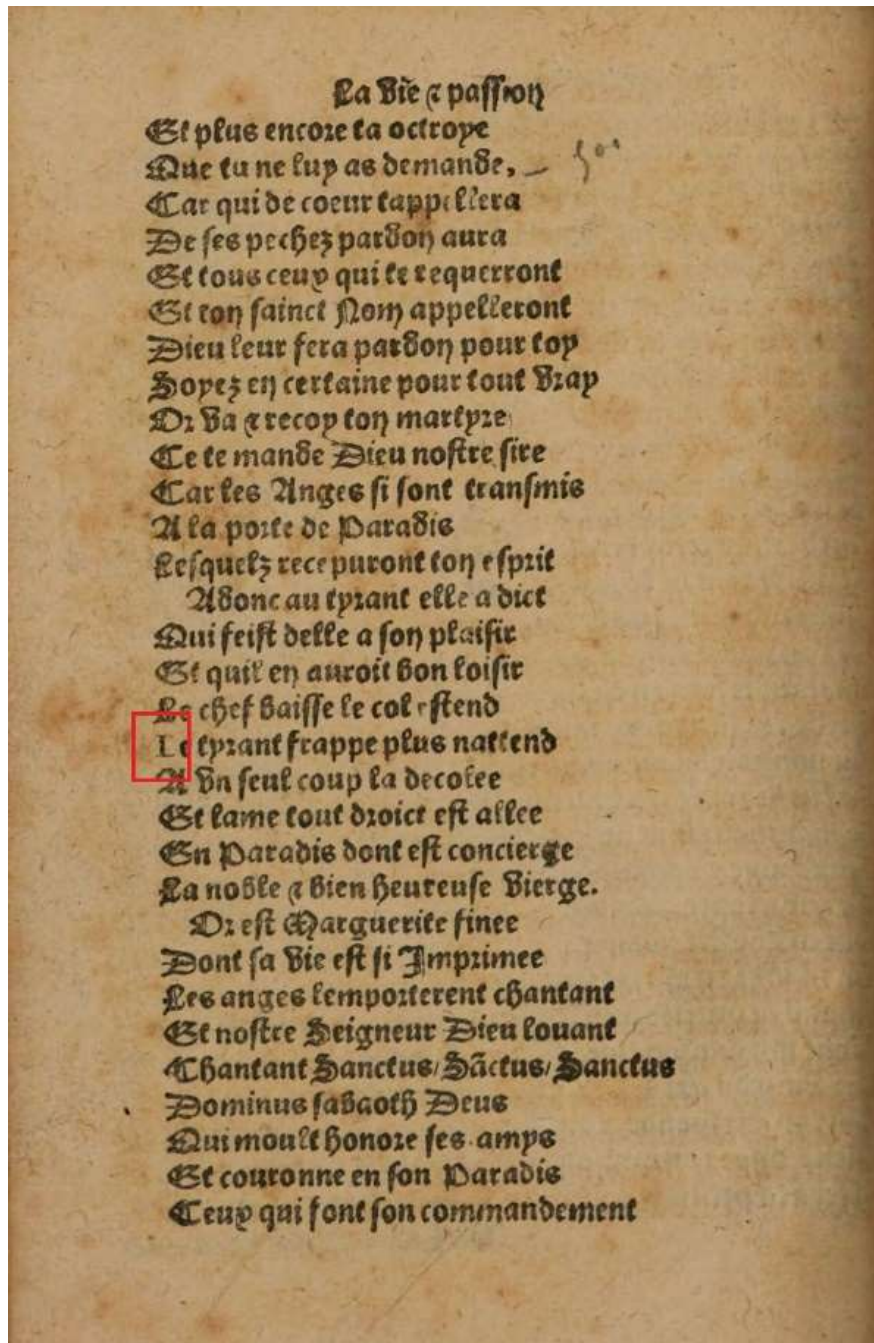 La vie & passion
Et plus encore ta octroye
Que tu ne luy as demande,
Car qui de coeur tappellera
De ses pechez pardon aura
Et tous ceux qui te requerront
Et ton sainct Nom appelleront
Dieu leur fera pardon pour toy
Soyez en certaine pour tout vray
Or va & recoy ton martyre
Ce te mande Dieu nostre sire
Car les Anges si sont transmis
A la porte de Paradis
Lesquelz recepuront ton esprit
Adonc au tyrant elle a dict
Qui feist delle a son plaisir
Et quil en auroit bon loisir
Le chef baisse le col estend
Le tyrant frappe plus nattend
A vn seul coup la decolee
Et lame tout droict est allee
En Paradis dont est concierge
La noble & bien heureuse vierge.
Or est Marguerite finee
Dont sa vie est si Imprimee
Les anges lemporterent chantant
Et nostre Seigneur Dieu louant
Chantant Sanctus/Sãctus/Sanctus
Dominus sabaoth Deus
Qui moult honore ses amys
Et couronne en son Paradis
Ceux qui font son commandement